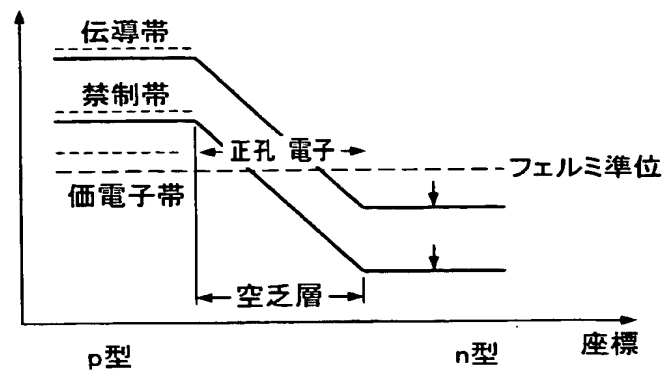 伝導帯
禁制帯
正孔 電子
フェルミ準位
価電子帯
空乏層
座標
p型
n型